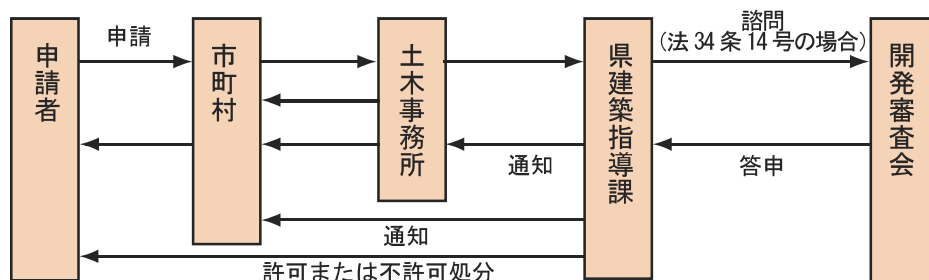 申請者
申請
市町村
土木事務所
県建築指導課
諮問
(法34条14号の場合)
開発審査会
通知
答申
通知
許可または不許可処分